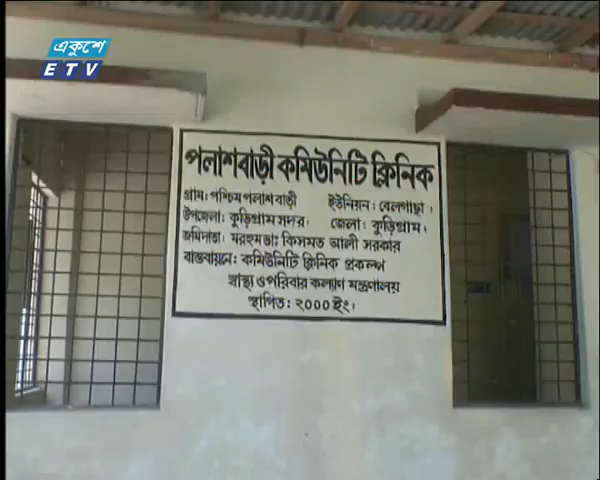 একুশে
ETV
পলাশবাড়ী কমিউনিটি ক্লিনিক
গ্রাম: পশ্চিম পলাশ বাড়ী ইউনিয়ন: বেলগাছা।
উপজেলা: কুড়িগ্রাম সদর। জেলা: কুড়িগ্রাম।
জমিদাতা: মরহুম ডাঃ কিসমত আলী সরকার
বাস্তবায়নে: কমিউনিটি ক্লিনিক প্রকল্প
স্বাস্থ্য ও পরিবার কল্যাণ মন্ত্রণালয়
স্থাপিত: ২০০০ ইং।